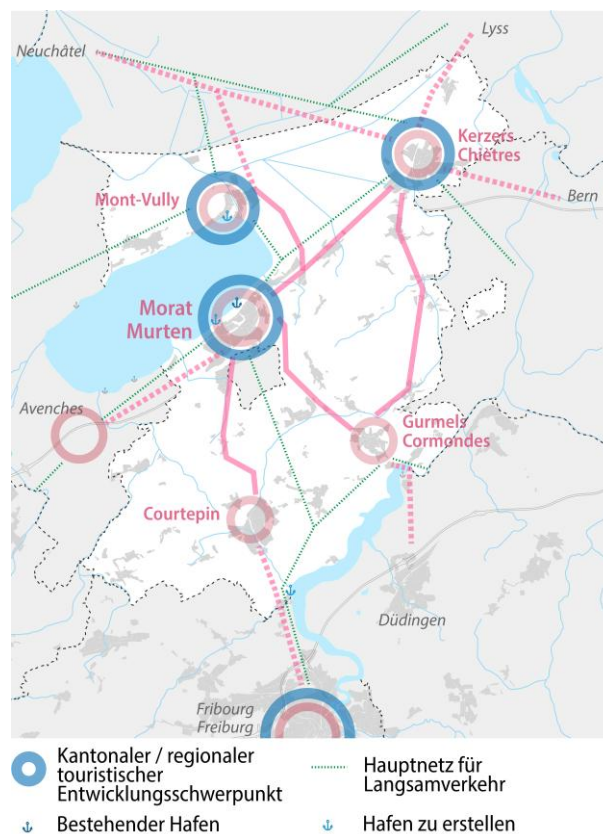 Neuchâtel
Lyss
Kerzers
Chiètres
Mont-Vully
Bern
Morat
Murten
Avenches
Gurmels
Cormondes
Courtepin
Düdingen
Fribourg
Freiburg
Kantonaler / regionaler
touristischer
Entwicklungsschwerpunkt
Hauptnetz für
Langsamverkehr
Bestehender Hafen
Hafen zu erstellen